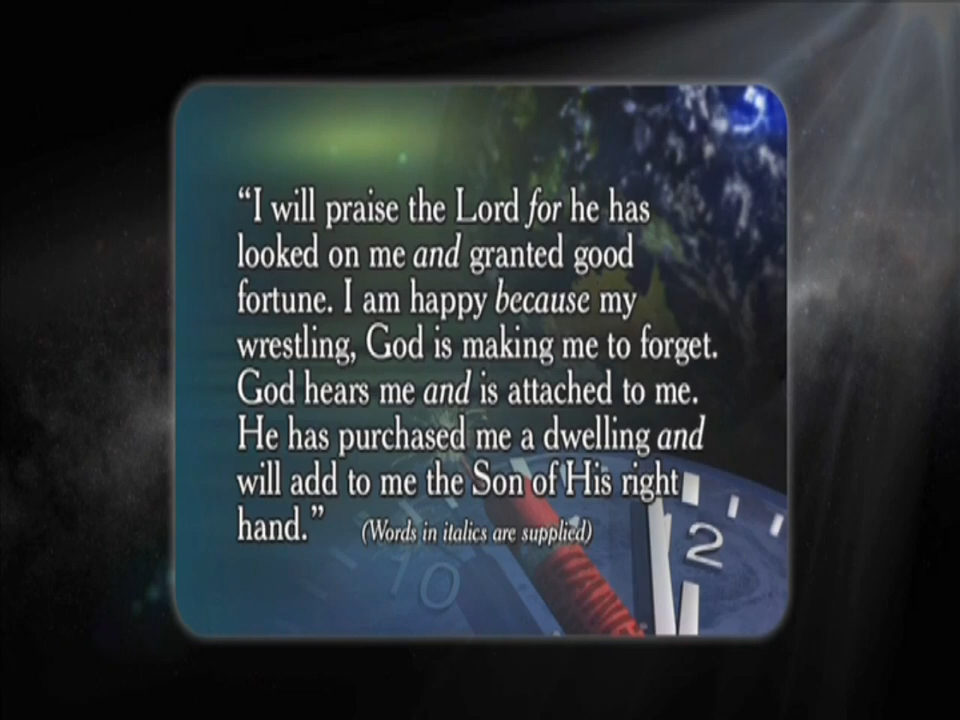 “I will praise the Lord for he has
looked on me and granted good
fortune. I am happy because my
wrestling, God is making me to forget.
God hears me and is attached to me.
He has purchased me a dwelling and
will add to me the Son of His right
hand.” (Words in italics are supplied)
10
2